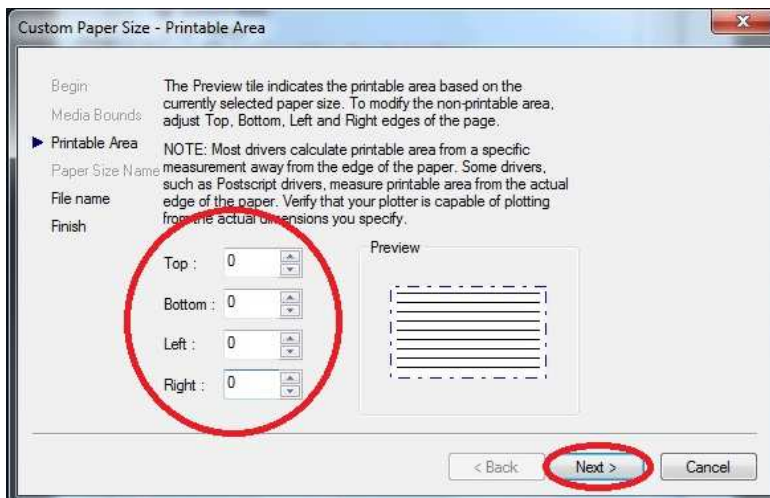 Custom Paper Size - Printable Area
x
Begin
Media Bounds
Printable Area
Paper Size Name
File name
Finish
The Preview tile indicates the printable area based on the
currently selected paper size. To modify the non-printable area,
adjust Top, Bottom, Left and Right edges of the page.
NOTE: Most drivers calculate printable area from a specific
measurement away from the edge of the paper. Some drivers,
such as Postscript drivers, measure printable area from the actual
edge of the paper. Verify that your plotter is capable of plotting
from the actual dimensions you specify.
Top : 0
Bottom : 0
Left : 0
Right : 0
Preview
< Back
Next >
Cancel